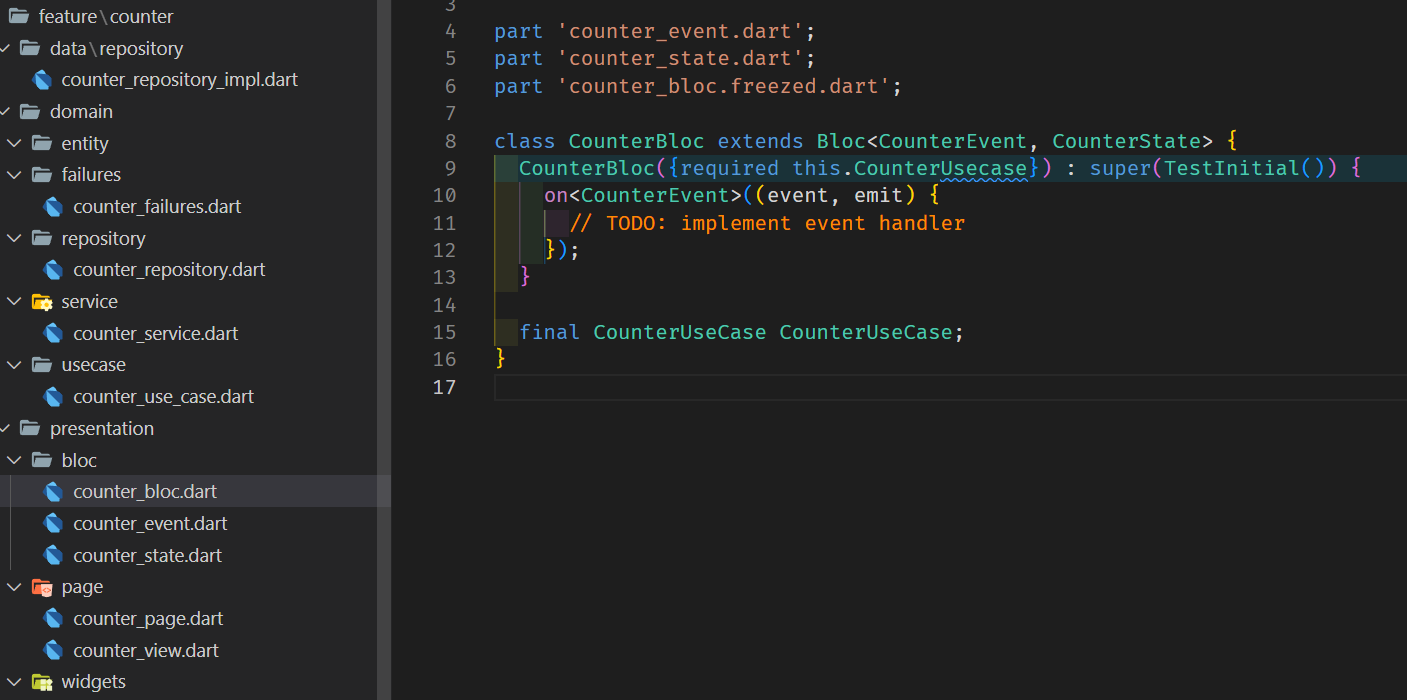 feature\counter
data\repository
counter_repository_impl.dart
domain
entity
failures
counter_failures.dart
repository
counter_repository.dart
service
counter_service.dart
usecase
counter_use_case.dart
presentation
bloc
counter_bloc.dart
counter_event.dart
counter_state.dart
page
counter_page.dart
counter_view.dart
widgets
3
4 part 'counter_event.dart';
5 part 'counter_state.dart';
6 part 'counter_bloc.freezed.dart';
7
8 class CounterBloc extends Bloc<CounterEvent, CounterState> {
9 CounterBloc({required this.CounterUsecase}) : super(TestInitial()) {
10 on<CounterEvent>((event, emit) {
11 // TODO: implement event handler
12 });
13 }
14
15 final CounterUseCase CounterUseCase;
16 }
17